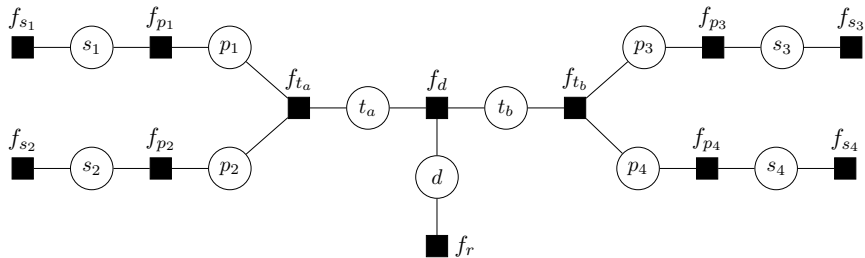 f_{s_1} f_{p_1} f_{p_3} f_{s_3}
s_1 p_1 p_3 s_3
f_{t_a} f_d f_{t_b}
t_a t_b
f_{s_2} f_{p_2} f_{p_4} f_{s_4}
s_2 p_2 d p_4 s_4
f_r